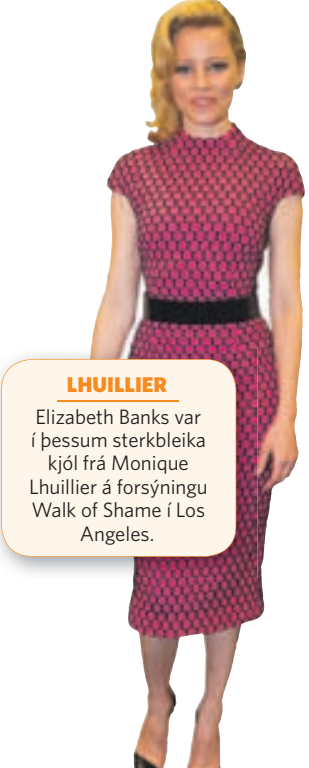 LHUILLIER
Elizabeth Banks var
í þessum sterkbleika
kjól frá Monique
Lhuillier á forsýningu
Walk of Shame í Los
Angeles.